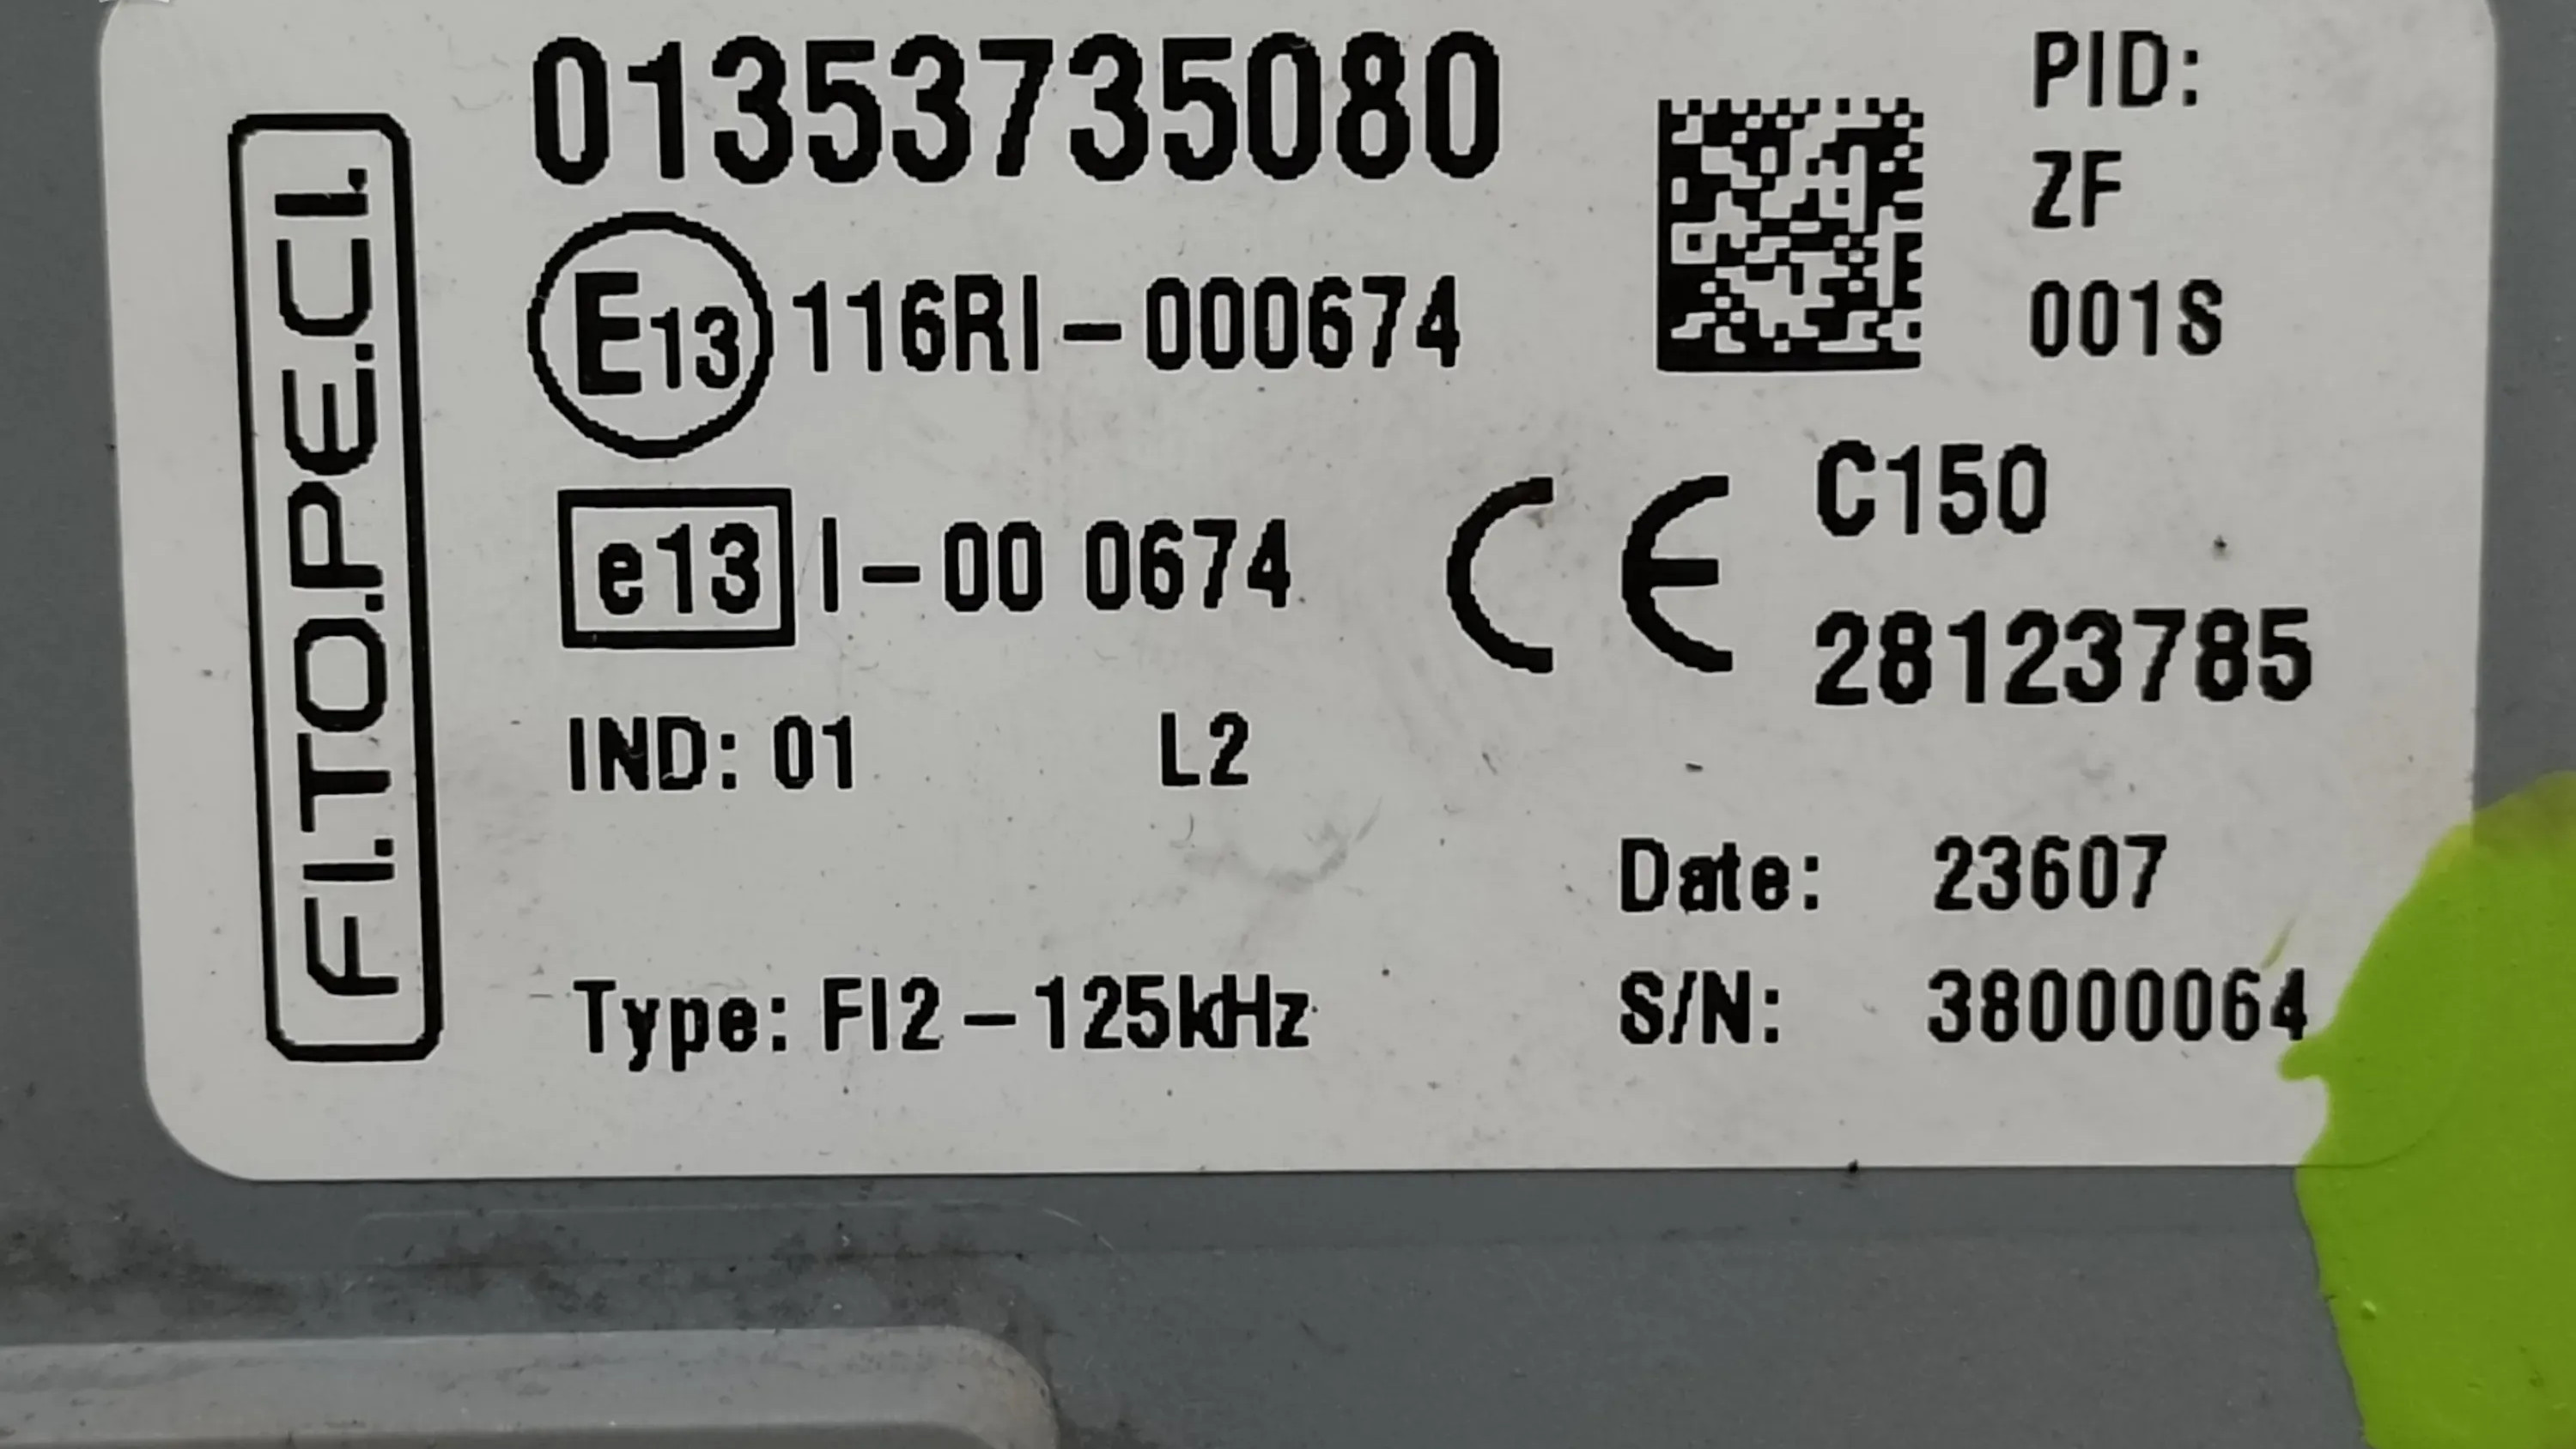 FI.TO.PE.C.I.
01353735080
E13 116RI-000674
e13 I-00 0674
IND: 01 L2
Type: FI2-125kHz
PID:
ZF
001S
CE
C150
28123785
Date: 23607
S/N: 38000064